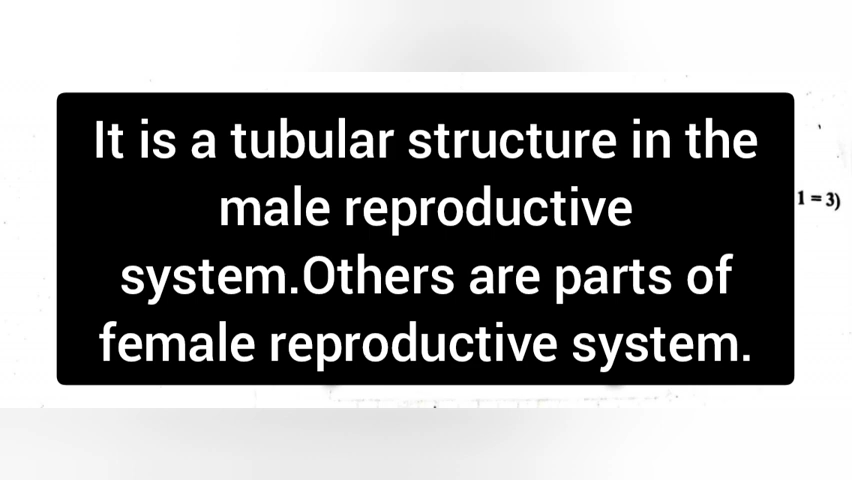 It is a tubular structure in the
male reproductive
1 = 3)
system.Others are parts of
female reproductive system.